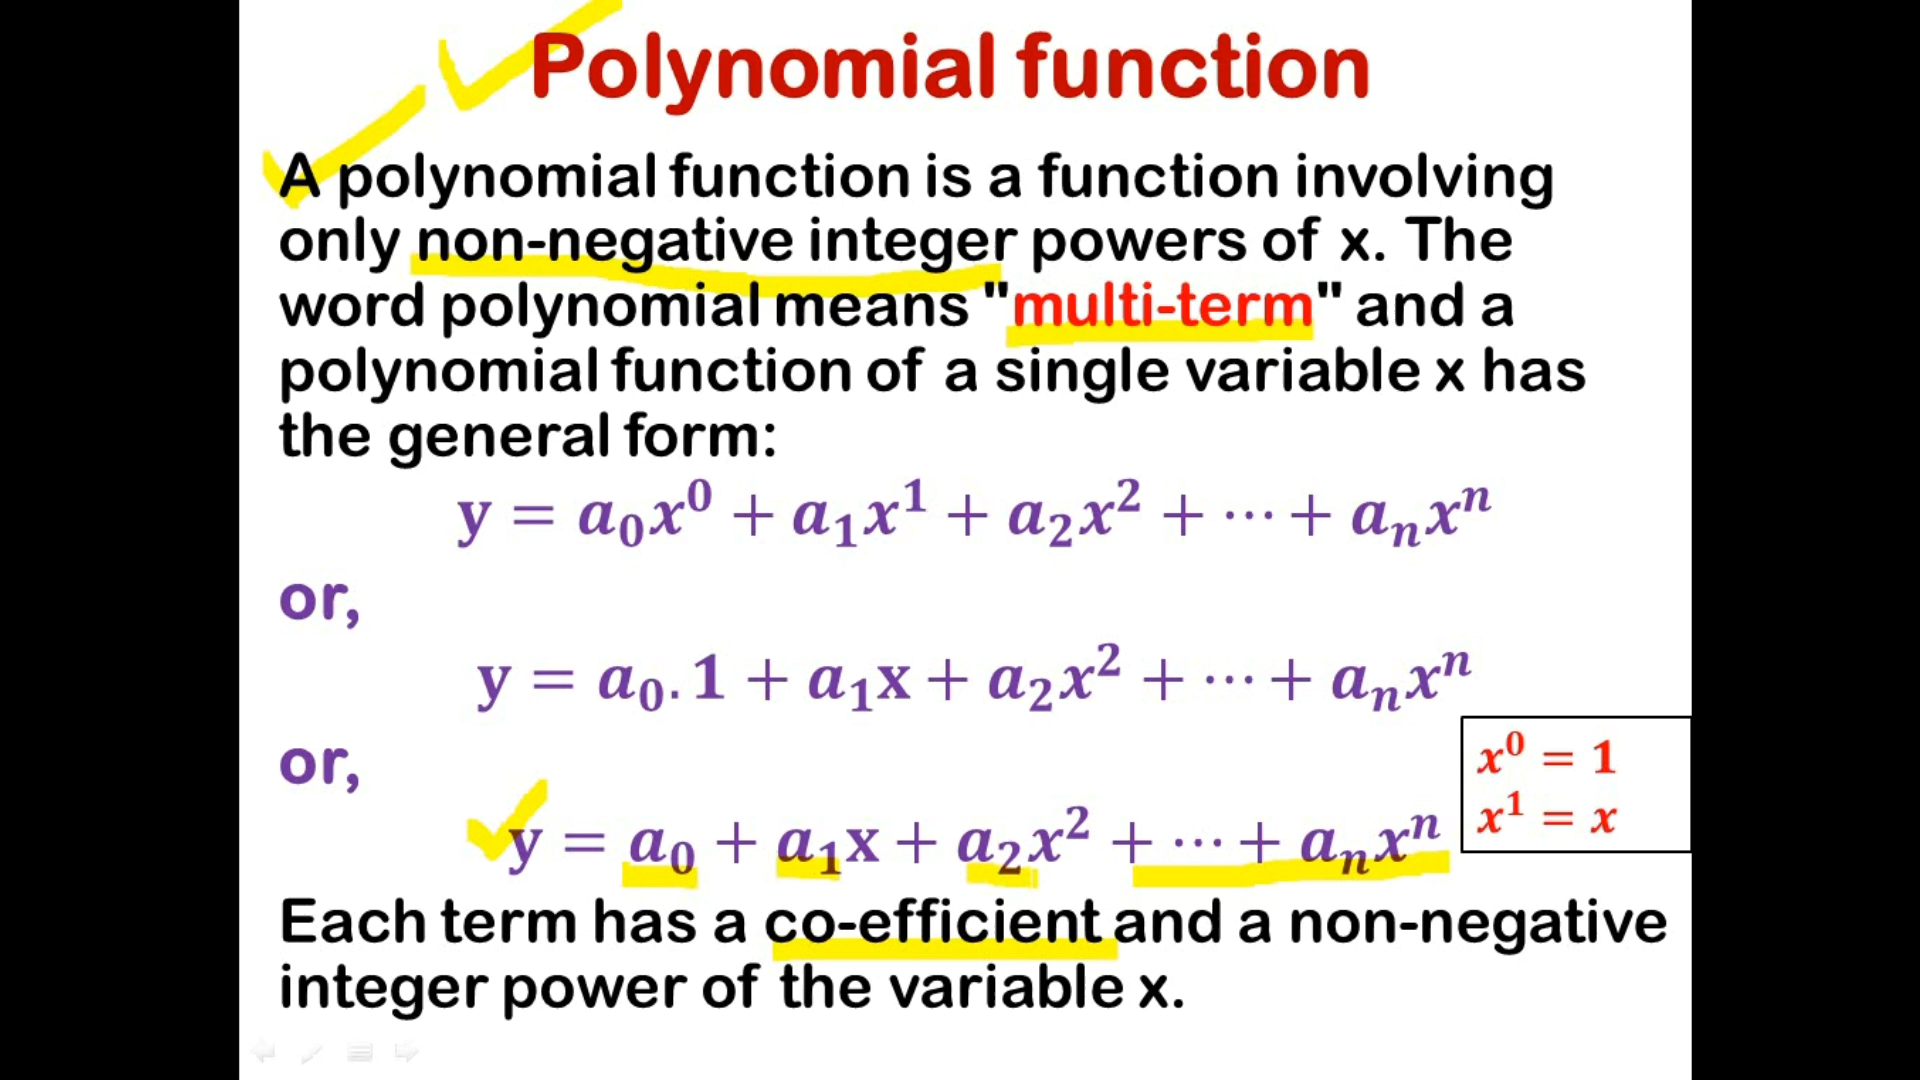 Polynomial function
A polynomial function is a function involving
only non-negative integer powers of x. The
word polynomial means "multi-term" and a
polynomial function of a single variable x has
the general form:
y = a₀x⁰ + a₁x¹ + a₂x² + ⋯ + aₙxⁿ
or,
y = a₀. 1 + a₁x + a₂x² + ⋯ + aₙxⁿ
or,
y = a₀ + a₁x + a₂x² + ⋯ + aₙxⁿ
x⁰ = 1
x¹ = x
Each term has a co-efficient and a non-negative
integer power of the variable x.